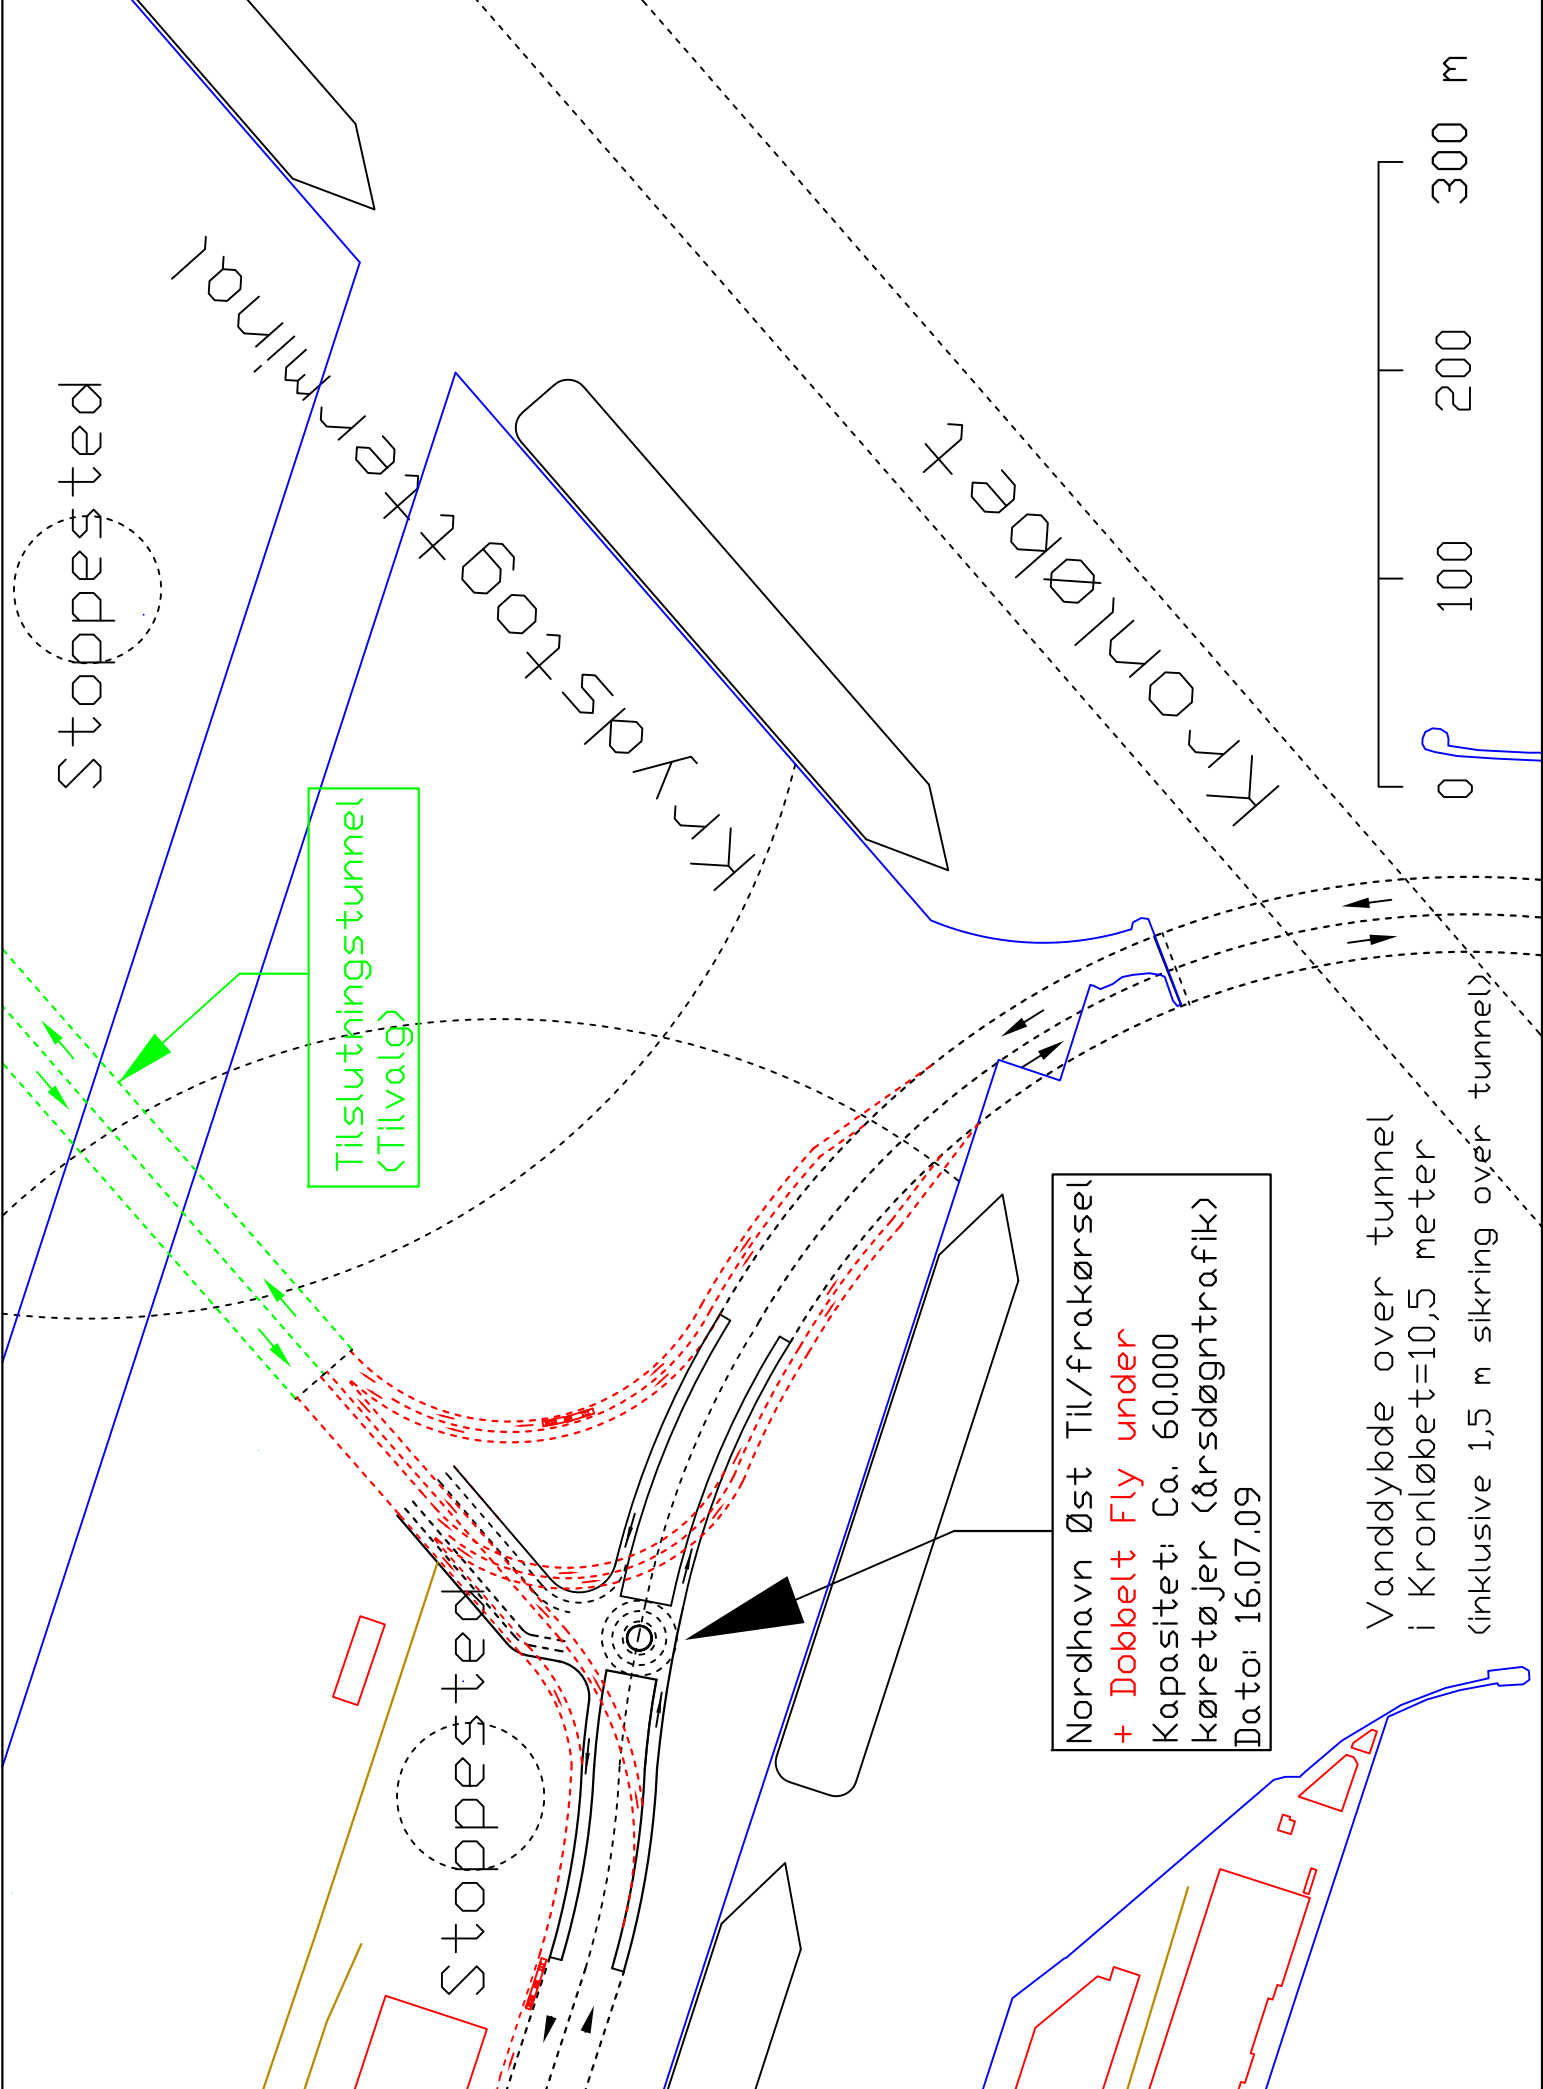 Stoppested
Krydstogt terminal
Tilslutningstunnel
(Tilvalg)
Kronløbet
Stoppested
Nordhavn Øst Til/frakørsel
+ Dobbelt Fly under
Kapasitet: Ca. 60.000
køretøjer (årsdøgntrafik)
Dato: 16.07.09
0 100 200 300 m
Vanddybde over tunnel
i Kronløbet=10,5 meter
(inklusive 1,5 m sikring over tunnel)